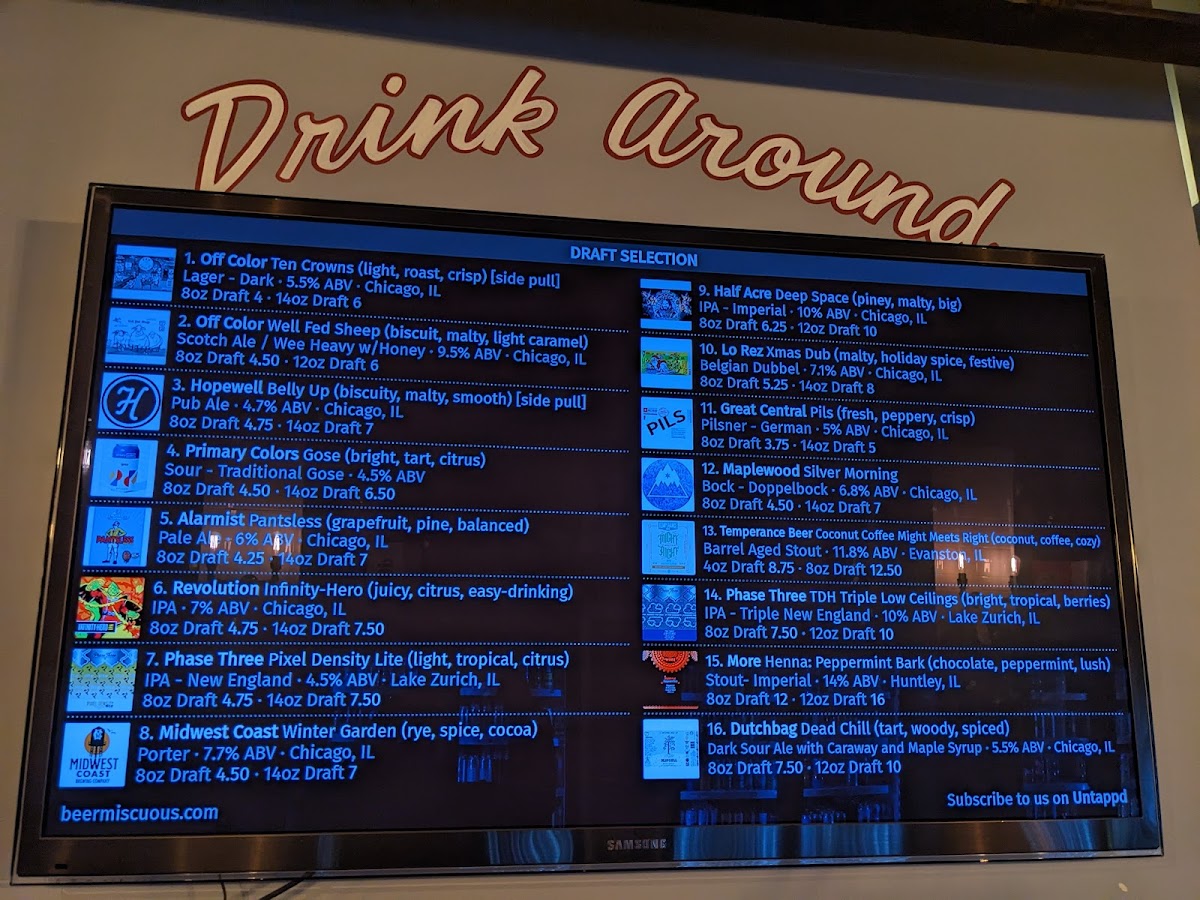 Drink Around
DRAFT SELECTION
1. Off Color Ten Crowns (light, roast, crisp) [side pull]
Lager - Dark · 5.5% ABV · Chicago, IL
8oz Draft 4 · 14oz Draft 6
2. Off Color Well Fed Sheep (biscuit, malty, light caramel)
Scotch Ale / Wee Heavy w/Honey · 9.5% ABV · Chicago, IL
8oz Draft 4.50 · 12oz Draft 6
H
3. Hopewell Belly Up (biscuity, malty, smooth) [side pull]
Pub Ale · 4.7% ABV · Chicago, IL
8oz Draft 4.75 · 14oz Draft 7
4. Primary Colors Gose (bright, tart, citrus)
Sour - Traditional Gose · 4.5% ABV
8oz Draft 4.50 · 14oz Draft 6.50
PANTSLESS
5. Alarmist Pantsless (grapefruit, pine, balanced)
Pale Ale · 6% ABV · Chicago, IL
8oz Draft 4.25 · 14oz Draft 7
INFINITY-HERO
6. Revolution Infinity-Hero (juicy, citrus, easy-drinking)
IPA · 7% ABV · Chicago, IL
8oz Draft 4.75 · 14oz Draft 7.50
7. Phase Three Pixel Density Lite (light, tropical, citrus)
IPA - New England · 4.5% ABV · Lake Zurich, IL
8oz Draft 4.75 · 14oz Draft 7.50
MIDWEST
COAST
8. Midwest Coast Winter Garden (rye, spice, cocoa)
Porter · 7.7% ABV · Chicago, IL
8oz Draft 4.50 · 14oz Draft 7
9. Half Acre Deep Space (piney, malty, big)
IPA - Imperial · 10% ABV · Chicago, IL
8oz Draft 6.25 · 12oz Draft 10
10. Lo Rez Xmas Dub (malty, holiday spice, festive)
Belgian Dubbel · 7.1% ABV · Chicago, IL
8oz Draft 5.25 · 14oz Draft 8
PILS
11. Great Central Pils (fresh, peppery, crisp)
Pilsner - German · 5% ABV · Chicago, IL
8oz Draft 3.75 · 14oz Draft 5
12. Maplewood Silver Morning
Bock - Doppelbock · 6.8% ABV · Chicago, IL
8oz Draft 4.50 · 14oz Draft 7
13. Temperance Beer Coconut Coffee Might Meets Right (coconut, coffee, cozy)
Barrel Aged Stout · 11.8% ABV · Evanston, IL
4oz Draft 8.75 · 8oz Draft 12.50
14. Phase Three TDH Triple Low Ceilings (bright, tropical, berries)
IPA - Triple New England · 10% ABV · Lake Zurich, IL
8oz Draft 7.50 · 12oz Draft 10
15. More Henna: Peppermint Bark (chocolate, peppermint, lush)
Stout- Imperial · 14% ABV · Huntley, IL
8oz Draft 12 · 12oz Draft 16
16. Dutchbag Dead Chill (tart, woody, spiced)
Dark Sour Ale with Caraway and Maple Syrup · 5.5% ABV · Chicago, IL
8oz Draft 7.50 · 12oz Draft 10
beermiscuous.com
Subscribe to us on Untappd
SAMSUNG